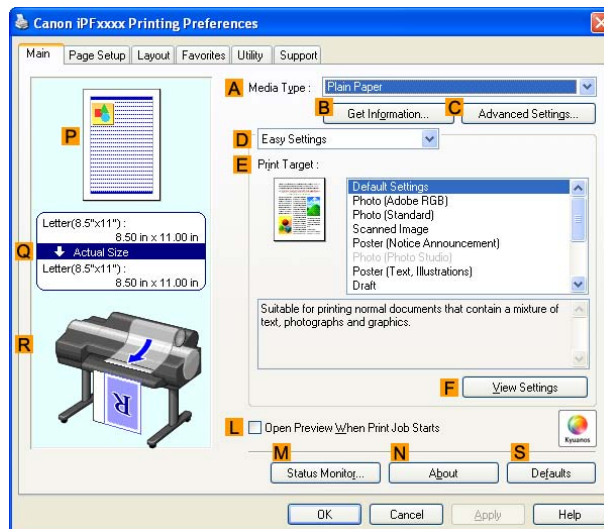 Canon iPFxxxx Printing Preferences
Main Page Setup Layout Favorites Utility Support
A Media Type: Plain Paper
B Get Information... C Advanced Settings...
D Easy Settings
E Print Target :
Default Settings
Photo (Adobe RGB)
Photo (Standard)
Scanned Image
Poster (Notice Announcement)
Photo (Photo Studio)
Poster (Text, Illustrations)
Draft
Suitable for printing normal documents that contain a mixture of
text, photographs and graphics.
F View Settings
P
Letter(8.5"x11") :
8.50 in x 11.00 in
Q Actual Size
Letter(8.5"x11") :
8.50 in x 11.00 in
R
R
L Open Preview When Print Job Starts
Kyuanos
M Status Monitor... N About S Defaults
OK Cancel Apply Help